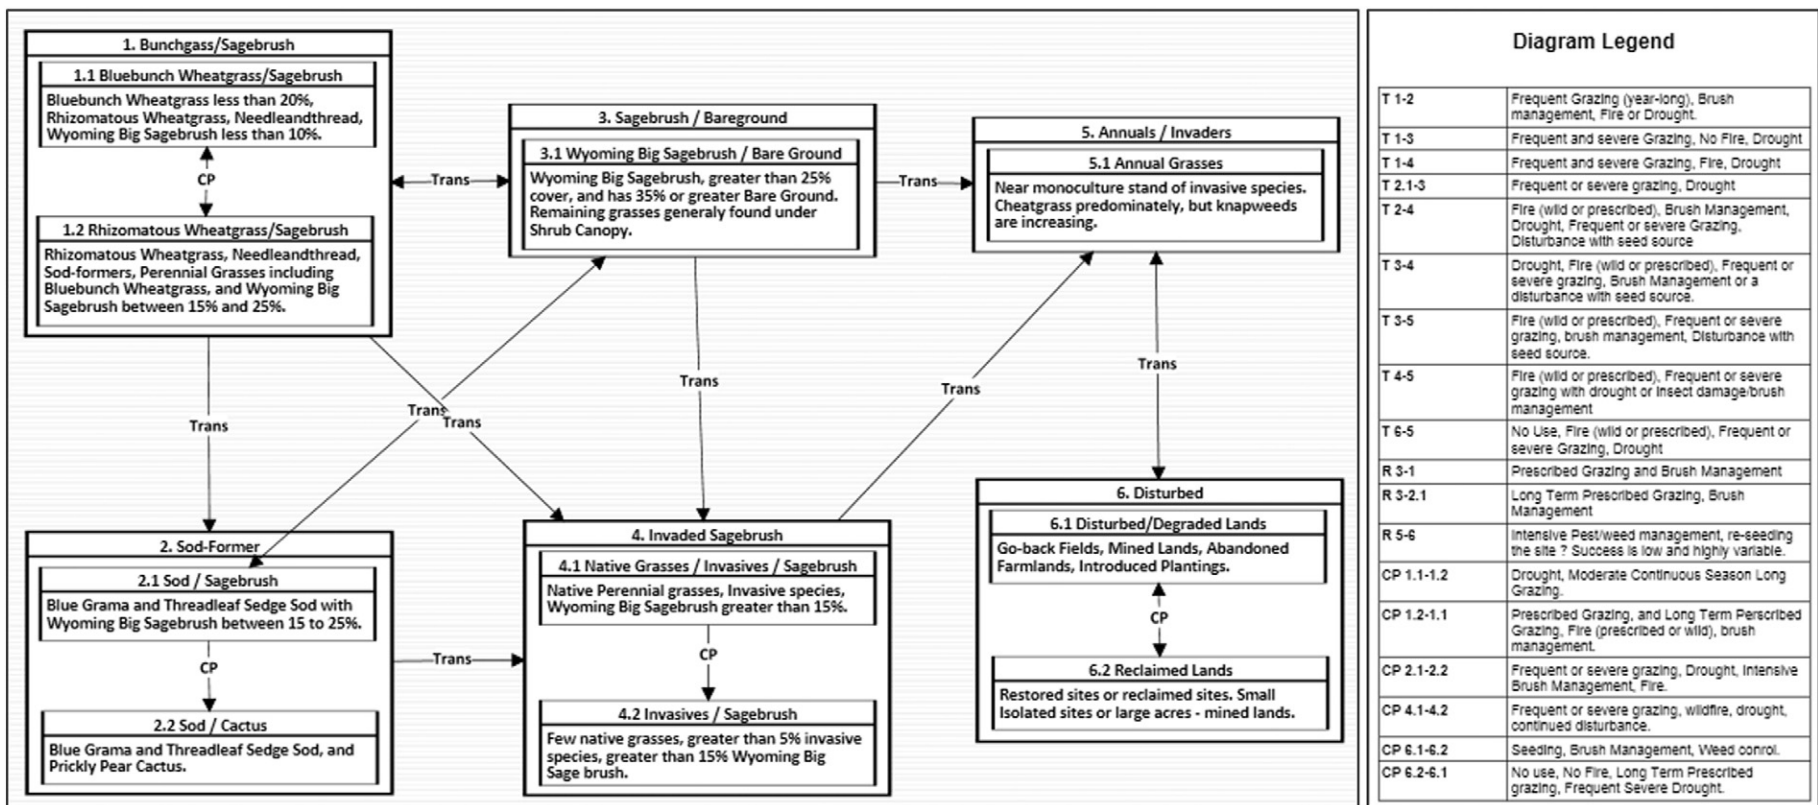 1. Bunchgass/Sagebrush
1.1 Bluebunch Wheatgrass/Sagebrush
Bluebunch Wheatgrass less than 20%,
Rhizomatous Wheatgrass, Needleandthread,
Wyoming Big Sagebrush less than 10%.
CP
1.2 Rhizomatous Wheatgrass/Sagebrush
Rhizomatous Wheatgrass, Needleandthread,
Sod-formers, Perennial Grasses including
Bluebunch Wheatgrass, and Wyoming Big
Sagebrush between 15% and 25%.
Trans
3. Sagebrush / Bareground
3.1 Wyoming Big Sagebrush / Bare Ground
Wyoming Big Sagebrush, greater than 25%
cover, and has 35% or greater Bare Ground.
Remaining grasses generaly found under
Shrub Canopy.
Trans
5. Annuals / Invaders
5.1 Annual Grasses
Near monoculture stand of invasive species.
Cheatgrass predominately, but knapweeds
are increasing.
Trans
Trans
Trans
Trans
Trans
Trans
2. Sod-Former
2.1 Sod / Sagebrush
Blue Grama and Threadleaf Sedge Sod with
Wyoming Big Sagebrush between 15 to 25%.
CP
2.2 Sod / Cactus
Blue Grama and Threadleaf Sedge Sod, and
Prickly Pear Cactus.
Trans
4. Invaded Sagebrush
4.1 Native Grasses / Invasives / Sagebrush
Native Perennial grasses, Invasive species,
Wyoming Big Sagebrush greater than 15%.
CP
4.2 Invasives / Sagebrush
Few native grasses, greater than 5% invasive
species, greater than 15% Wyoming Big
Sage brush.
6. Disturbed
6.1 Disturbed/Degraded Lands
Go-back Fields, Mined Lands, Abandoned
Farmlands, Introduced Plantings.
CP
6.2 Reclaimed Lands
Restored sites or reclaimed sites. Small
Isolated sites or large acres - mined lands.
Diagram Legend
T 1-2 Frequent Grazing (year-long), Brush
management, Fire or Drought.
T 1-3 Frequent and severe Grazing, No Fire, Drought
T 1-4 Frequent and severe Grazing, Fire, Drought
T 2.1-3 Frequent or severe grazing, Drought
T 2-4 Fire (wild or prescribed), Brush Management,
Drought, Frequent or severe Grazing,
Disturbance with seed source
T 3-4 Drought, Fire (wild or prescribed), Frequent or
severe grazing, Brush Management or a
disturbance with seed source.
T 3-5 Fire (wild or prescribed), Frequent or severe
grazing, brush management, Disturbance with
seed source.
T 4-5 Fire (wild or prescribed), Frequent or severe
grazing with drought or insect damage/brush
management
T 6-5 No Use, Fire (wild or prescribed), Frequent or
severe Grazing, Drought
R 3-1 Prescribed Grazing and Brush Management
R 3-2.1 Long Term Prescribed Grazing, Brush
Management
R 5-6 Intensive Pest/weed management, re-seeding
the site ? Success is low and highly variable.
CP 1.1-1.2 Drought, Moderate Continuous Season Long
Grazing.
CP 1.2-1.1 Prescribed Grazing, and Long Term Perscribed
Grazing, Fire (prescribed or wild), brush
management.
CP 2.1-2.2 Frequent or severe grazing, Drought, Intensive
Brush Management, Fire.
CP 4.1-4.2 Frequent or severe grazing, wildfire, drought,
continued disturbance.
CP 6.1-6.2 Seeding, Brush Management, Weed conrol.
CP 6.2-6.1 No use, No Fire, Long Term Prescribed
grazing, Frequent Severe Drought.